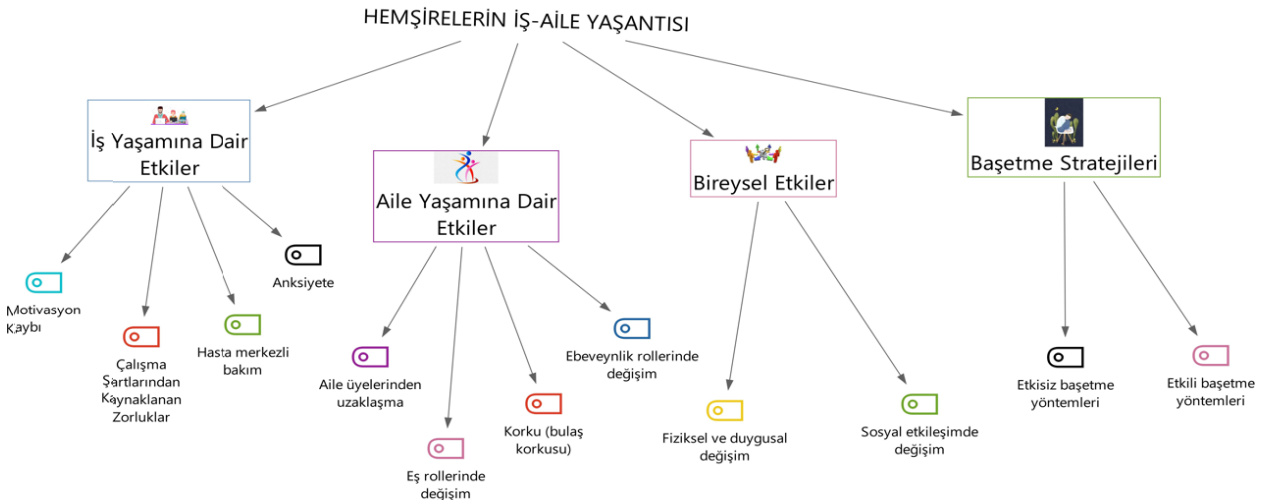 HEMŞİRELERİN İŞ-AİLE YAŞANTISI
İş Yaşamına Dair
Etkiler
Aile Yaşamına Dair
Etkiler
Bireysel Etkiler
Başetme Stratejileri
Motivasyon
Kaybı
Çalışma
Şartlarından
Kaynaklanan
Zorluklar
Hasta merkezli
bakım
Anksiyete
Aile üyelerinden
uzaklaşma
Eş rollerinde
değişim
Korku (bulaş
korkusu)
Ebeveynlik rollerinde
değişim
Fiziksel ve duygusal
değişim
Sosyal etkileşimde
değişim
Etkisiz başetme
yöntemleri
Etkili başetme
yöntemleri